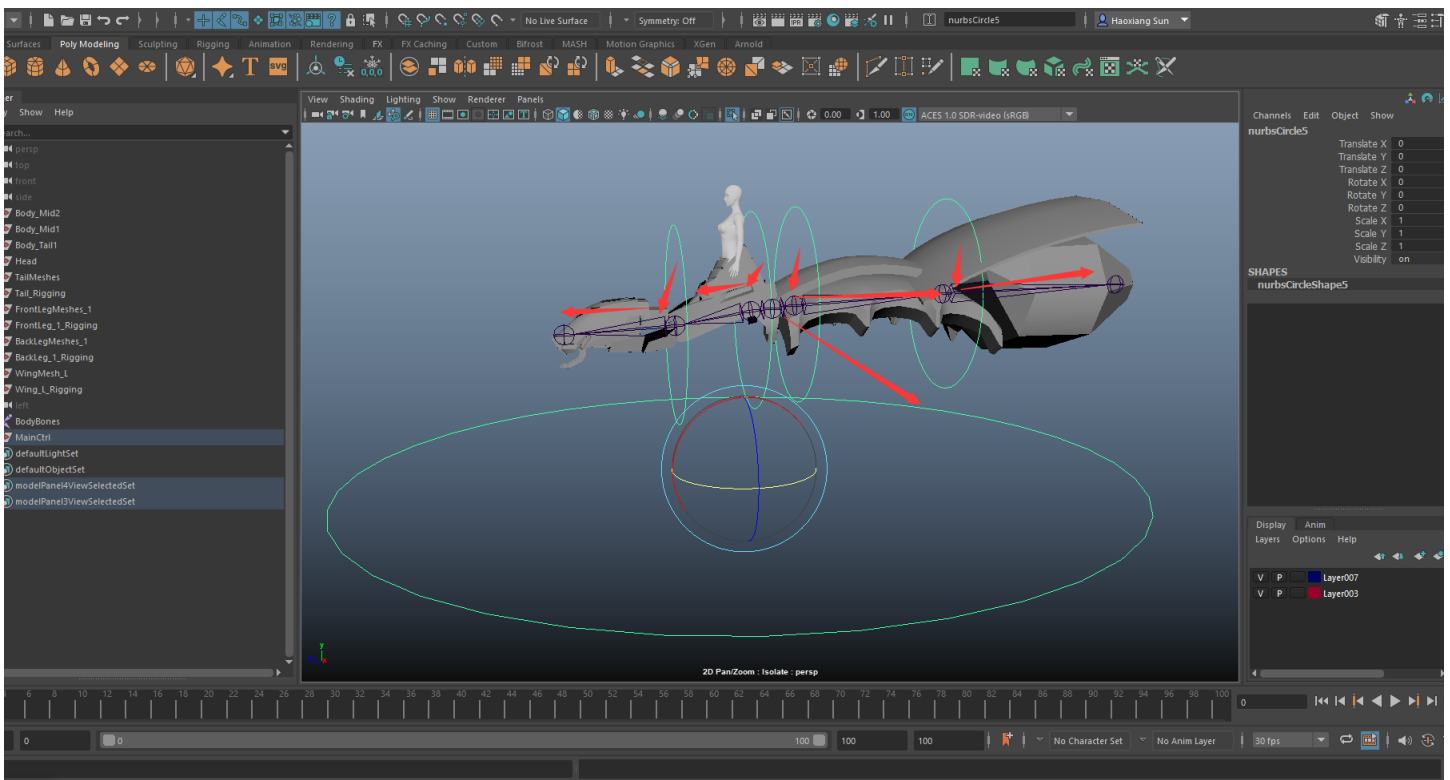 No Live Surface
Symmetry: Off
nurbsCircle5
Haoxiang Sun
Surfaces Poly Modeling Sculpting Rigging Animation Rendering FX FX Caching Custom Bifrost MASH Motion Graphics XGen Arnold
T SVG
0,0,0
Show Help
View Shading Lighting Show Renderer Panels
0.00 1.00 ACES 1.0 SDR-video (sRGB)
persp
top
front
side
Body_Mid2
Body_Mid1
Body_Tail1
Head
TailMeshes
Tail_Rigging
FrontLegMeshes_1
FrontLeg_1_Rigging
BackLegMeshes_1
BackLeg_1_Rigging
WingMesh_L
Wing_L_Rigging
left
BodyBones
MainCtrl
defaultLightSet
defaultObjectSet
modelPanel4ViewSelectedSet
modelPanel3ViewSelectedSet
y
x
2D Pan/Zoom : Isolate : persp
Channels Edit Object Show
nurbsCircle5
Translate X 0
Translate Y 0
Translate Z 0
Rotate X 0
Rotate Y 0
Rotate Z 0
Scale X 1
Scale Y 1
Scale Z 1
Visibility on
SHAPES
nurbsCircleShape5
Display Anim
Layers Options Help
V P Layer007
V P Layer003
6 8 10 12 14 16 18 20 22 24 26 28 30 32 34 36 38 40 42 44 46 48 50 52 54 56 58 60 62 64 66 68 70 72 74 76 78 80 82 84 86 88 90 92 94 96 98 100
0
0 0 100 100 100 No Character Set No Anim Layer 30 fps